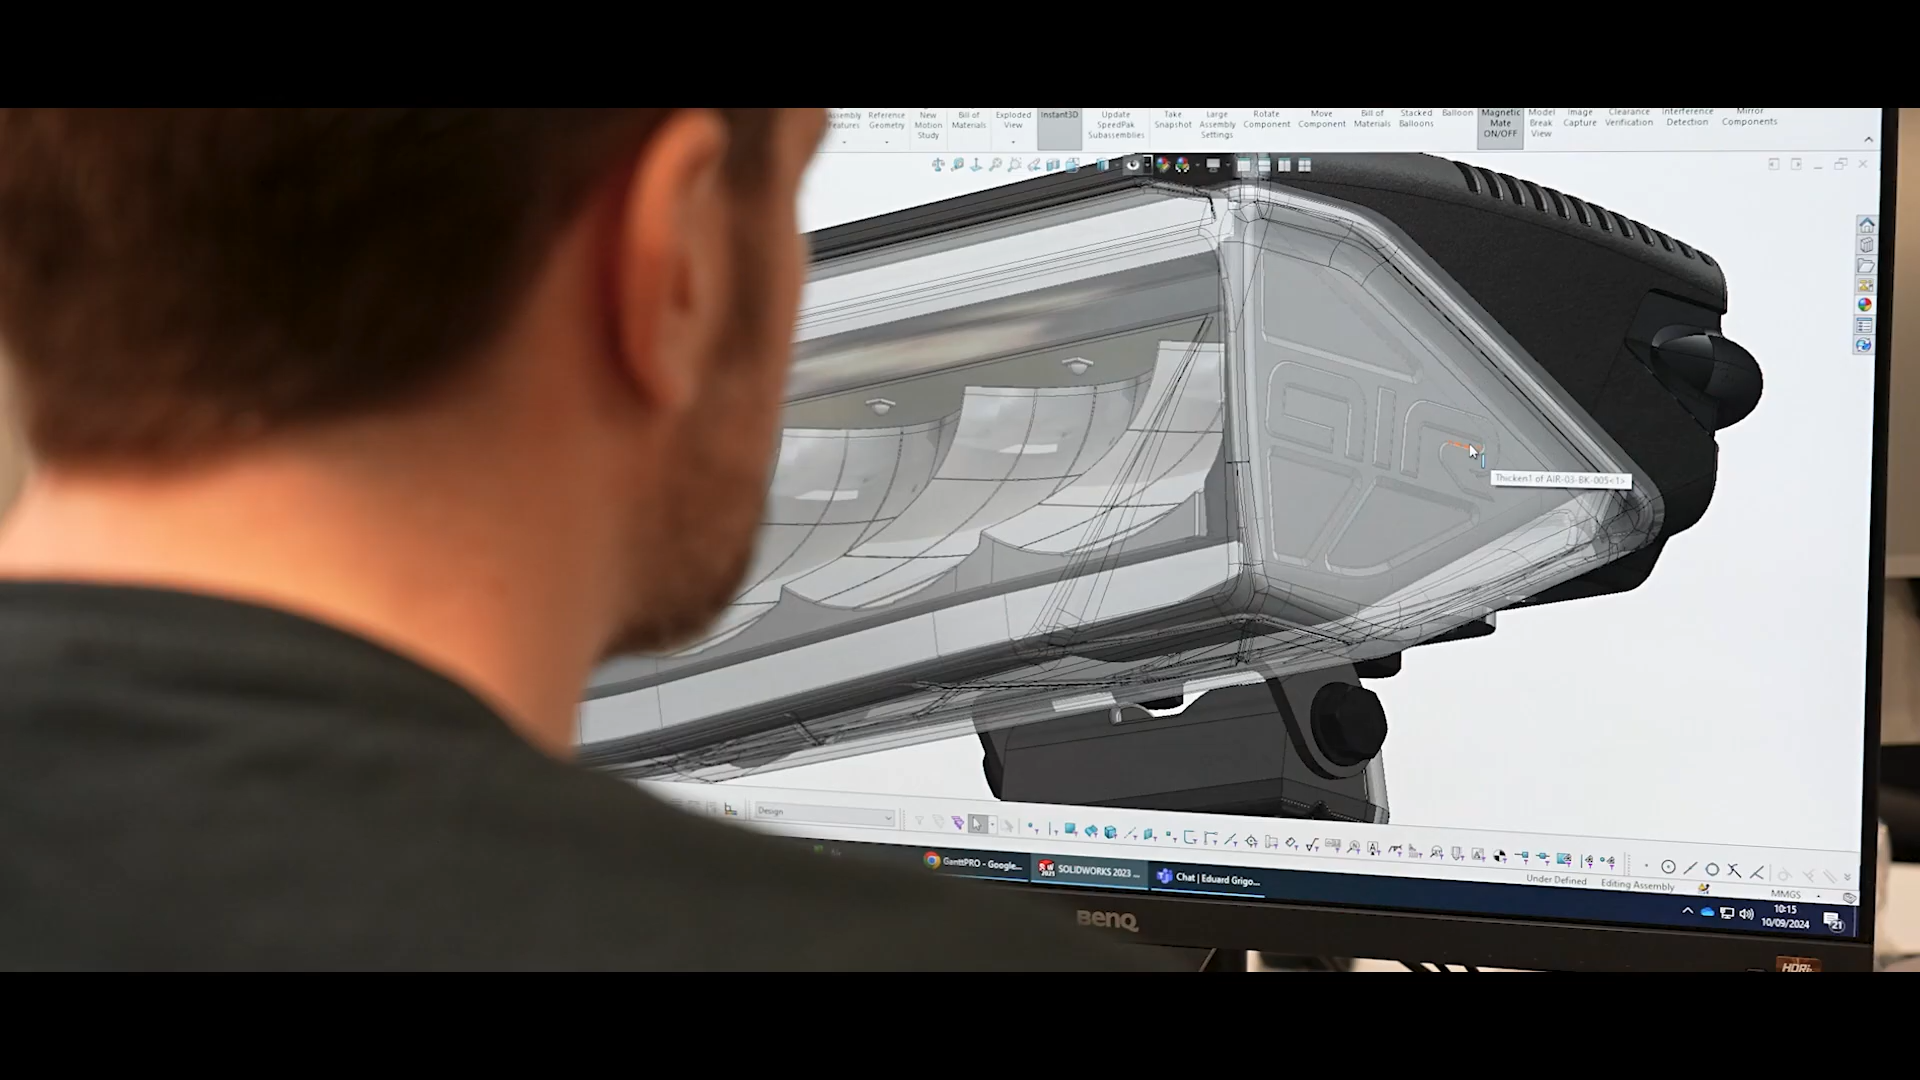 Assembly Features
Reference Geometry
New Motion Study
Bill of Materials
Exploded View
Instant3D
Update SpeedPak Subassemblies
Take Snapshot
Large Assembly Settings
Rotate Component
Move Component
Bill of Materials
Stacked Balloons
Balloon
Magnetic Mate ON/OFF
Model Break View
Image Capture
Clearance Verification
Interference Detection
Mirror Components
AIR
Thicken1 of AIR-03-BK-005<1>
Design
GanttPRO - Google...
SOLIDWORKS 2023 ...
Chat | Eduard Grigo...
Under Defined
Editing Assembly
MMGS
10:15
10/09/2024
21
BenQ
HDRi